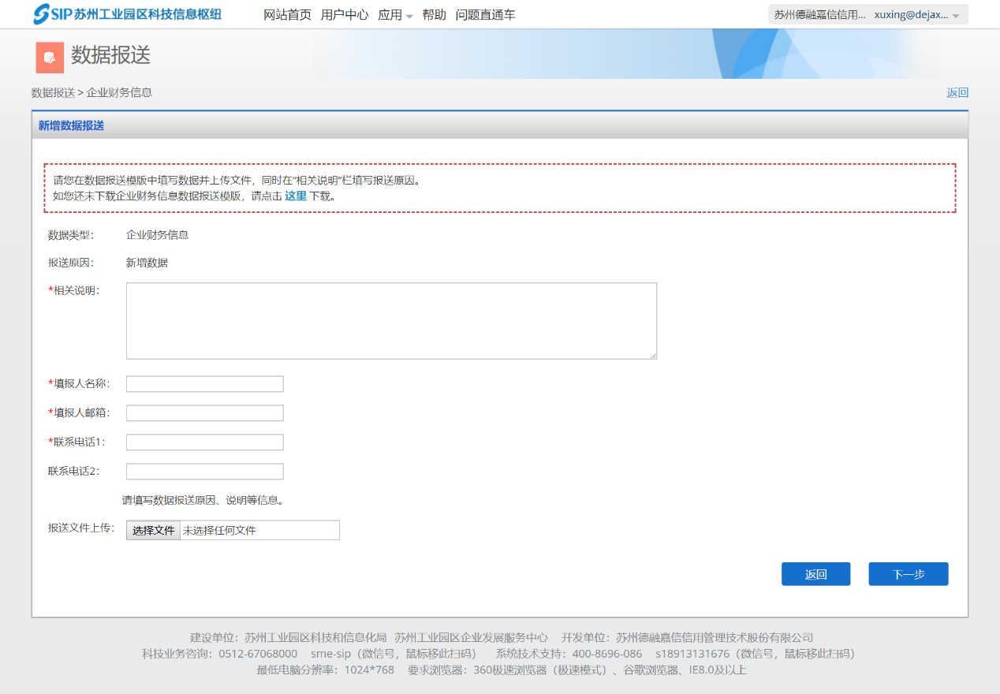 SIP苏州工业园区科技信息枢纽 网站首页 用户中心 应用 帮助 问题直通车 苏州德融嘉信信用... xuxing@dejax...
数据报送
数据报送 > 企业财务信息 返回
新增数据报送
请您在数据报送模版中填写数据并上传文件，同时在“相关说明”栏填写报送原因。
如您还未下载企业财务信息数据报送模版，请点击 这里 下载。
数据类型： 企业财务信息
报送原因： 新增数据
*相关说明：
*填报人名称：
*填报人邮箱：
*联系电话1：
联系电话2：
请填写数据报送原因、说明等信息。
报送文件上传： 选择文件 未选择任何文件
返回 下一步
建设单位：苏州工业园区科技和信息化局 苏州工业园区企业发展服务中心 开发单位：苏州德融嘉信信用管理技术股份有限公司
科技业务咨询：0512-67068000 sme-sip（微信号，鼠标移此扫码） 系统技术支持：400-8696-086 s18913131676（微信号，鼠标移此扫码）
最低电脑分辨率：1024*768 要求浏览器：360极速浏览器（极速模式）、谷歌浏览器、IE8.0及以上